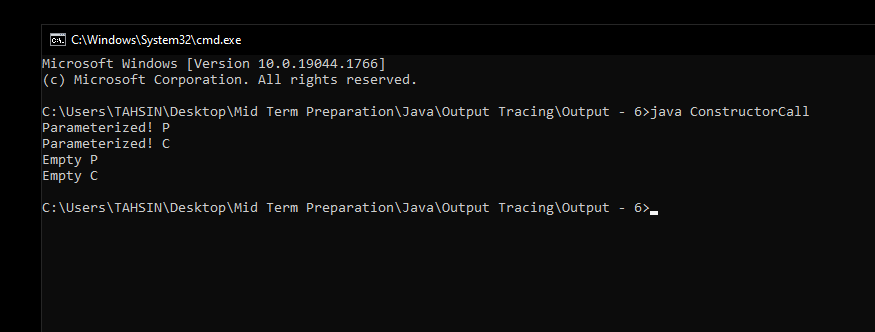 C:\Windows\System32\cmd.exe
Microsoft Windows [Version 10.0.19044.1766]
(c) Microsoft Corporation. All rights reserved.
C:\Users\TAHSIN\Desktop\Mid Term Preparation\Java\Output Tracing\Output - 6>java ConstructorCall
Parameterized! P
Parameterized! C
Empty P
Empty C
C:\Users\TAHSIN\Desktop\Mid Term Preparation\Java\Output Tracing\Output - 6>